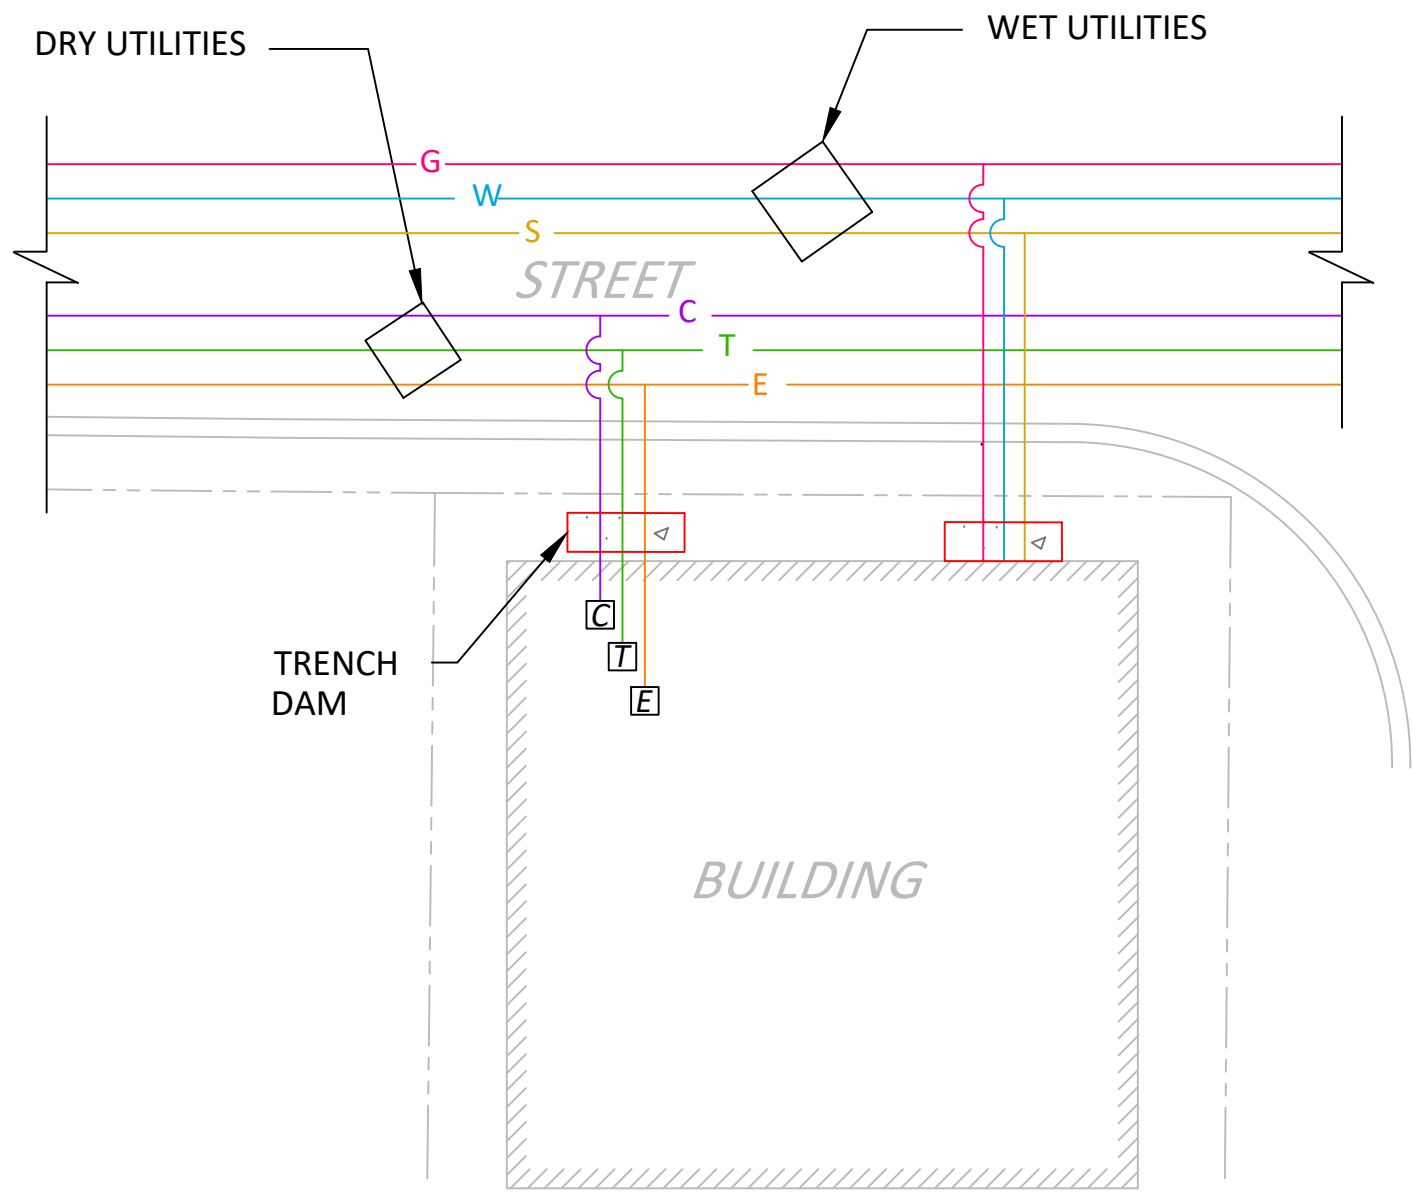 DRY UTILITIES
WET UTILITIES
G
W
S
STREET
C
T
E
C
T
E
TRENCH
DAM
BUILDING